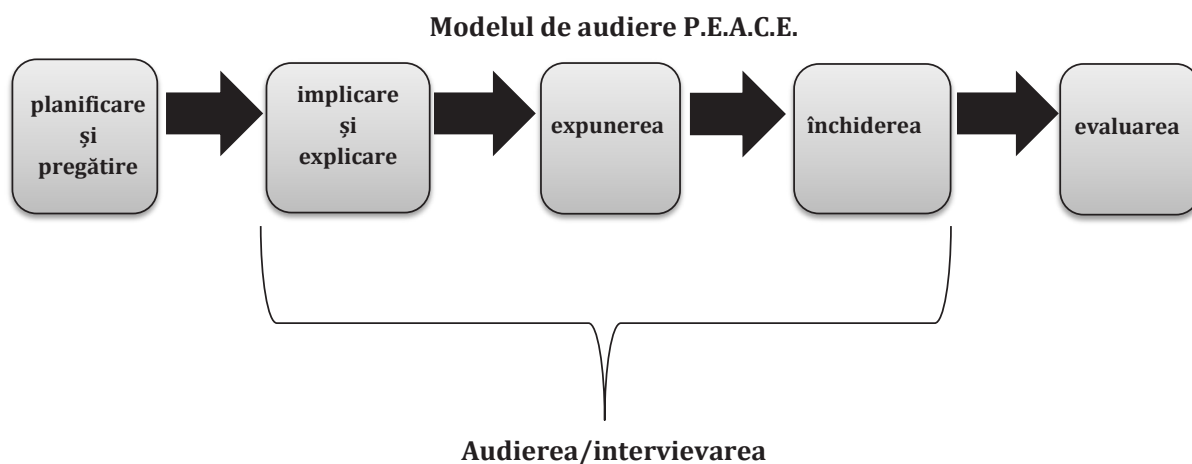 Modelul de audiere P.E.A.C.E.
planificare
și
pregătire
implicare
și
explicare
expunerea
închiderea
evaluarea
Audierea/intervievarea